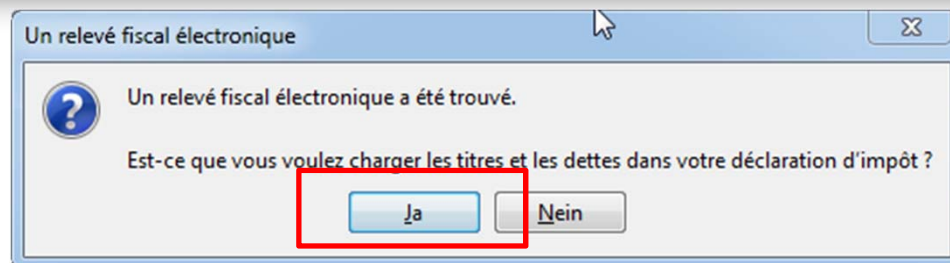 Un relevé fiscal électronique
Un relevé fiscal électronique a été trouvé.
Est-ce que vous voulez charger les titres et les dettes dans votre déclaration d'impôt ?
Ja
Nein